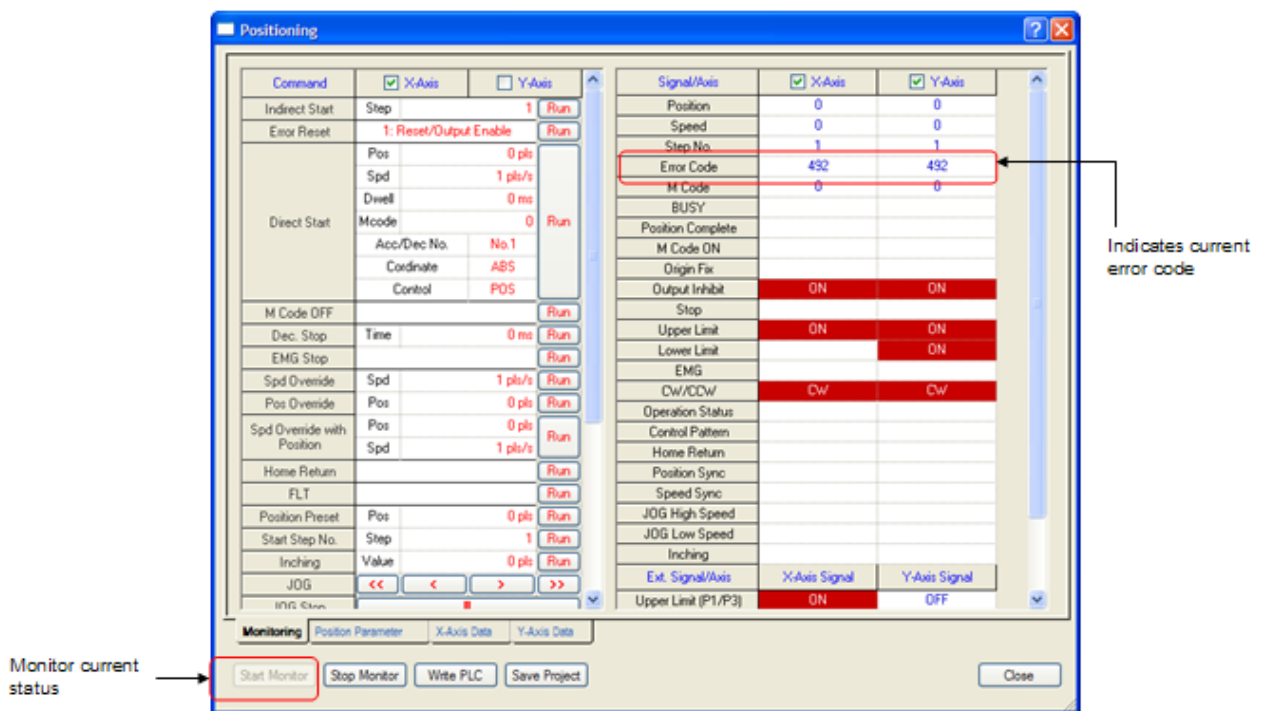 Positioning
Command X-Axis Y-Axis
Indirect Start Step 1 Run
Error Reset 1: Reset/Output Enable Run
Direct Start
Pos 0 pls
Spd 1 pls/s
Dwell 0 ms
Mcode 0 Run
Acc/Dec No. No.1
Cordinate ABS
Control POS
M Code OFF Run
Dec. Stop Time 0 ms Run
EMG Stop Run
Spd Override Spd 1 pls/s Run
Pos Override Pos 0 pls Run
Spd Override with Position
Pos 0 pls Run
Spd 1 pls/s
Home Return Run
FLT Run
Position Preset Pos 0 pls Run
Start Step No. Step 1 Run
Inching Value 0 pls Run
JOG << < > >>
JOG Stop
Signal/Axis X-Axis Y-Axis
Position 0 0
Speed 0 0
Step No. 1 1
Error Code 492 492
M Code 0 0
BUSY
Position Complete
M Code ON
Origin Fix
Output Inhibit ON ON
Stop
Upper Limit ON ON
Lower Limit ON
EMG
CW/CCW CW CW
Operation Status
Control Pattern
Home Return
Position Sync
Speed Sync
JOG High Speed
JOG Low Speed
Inching
Ext. Signal/Axis X-Axis Signal Y-Axis Signal
Upper Limit (P1/P3) ON OFF
Indicates current
error code
Monitoring Position Parameter X-Axis Data Y-Axis Data
Monitor current
status
Start Monitor Stop Monitor Write PLC Save Project Close